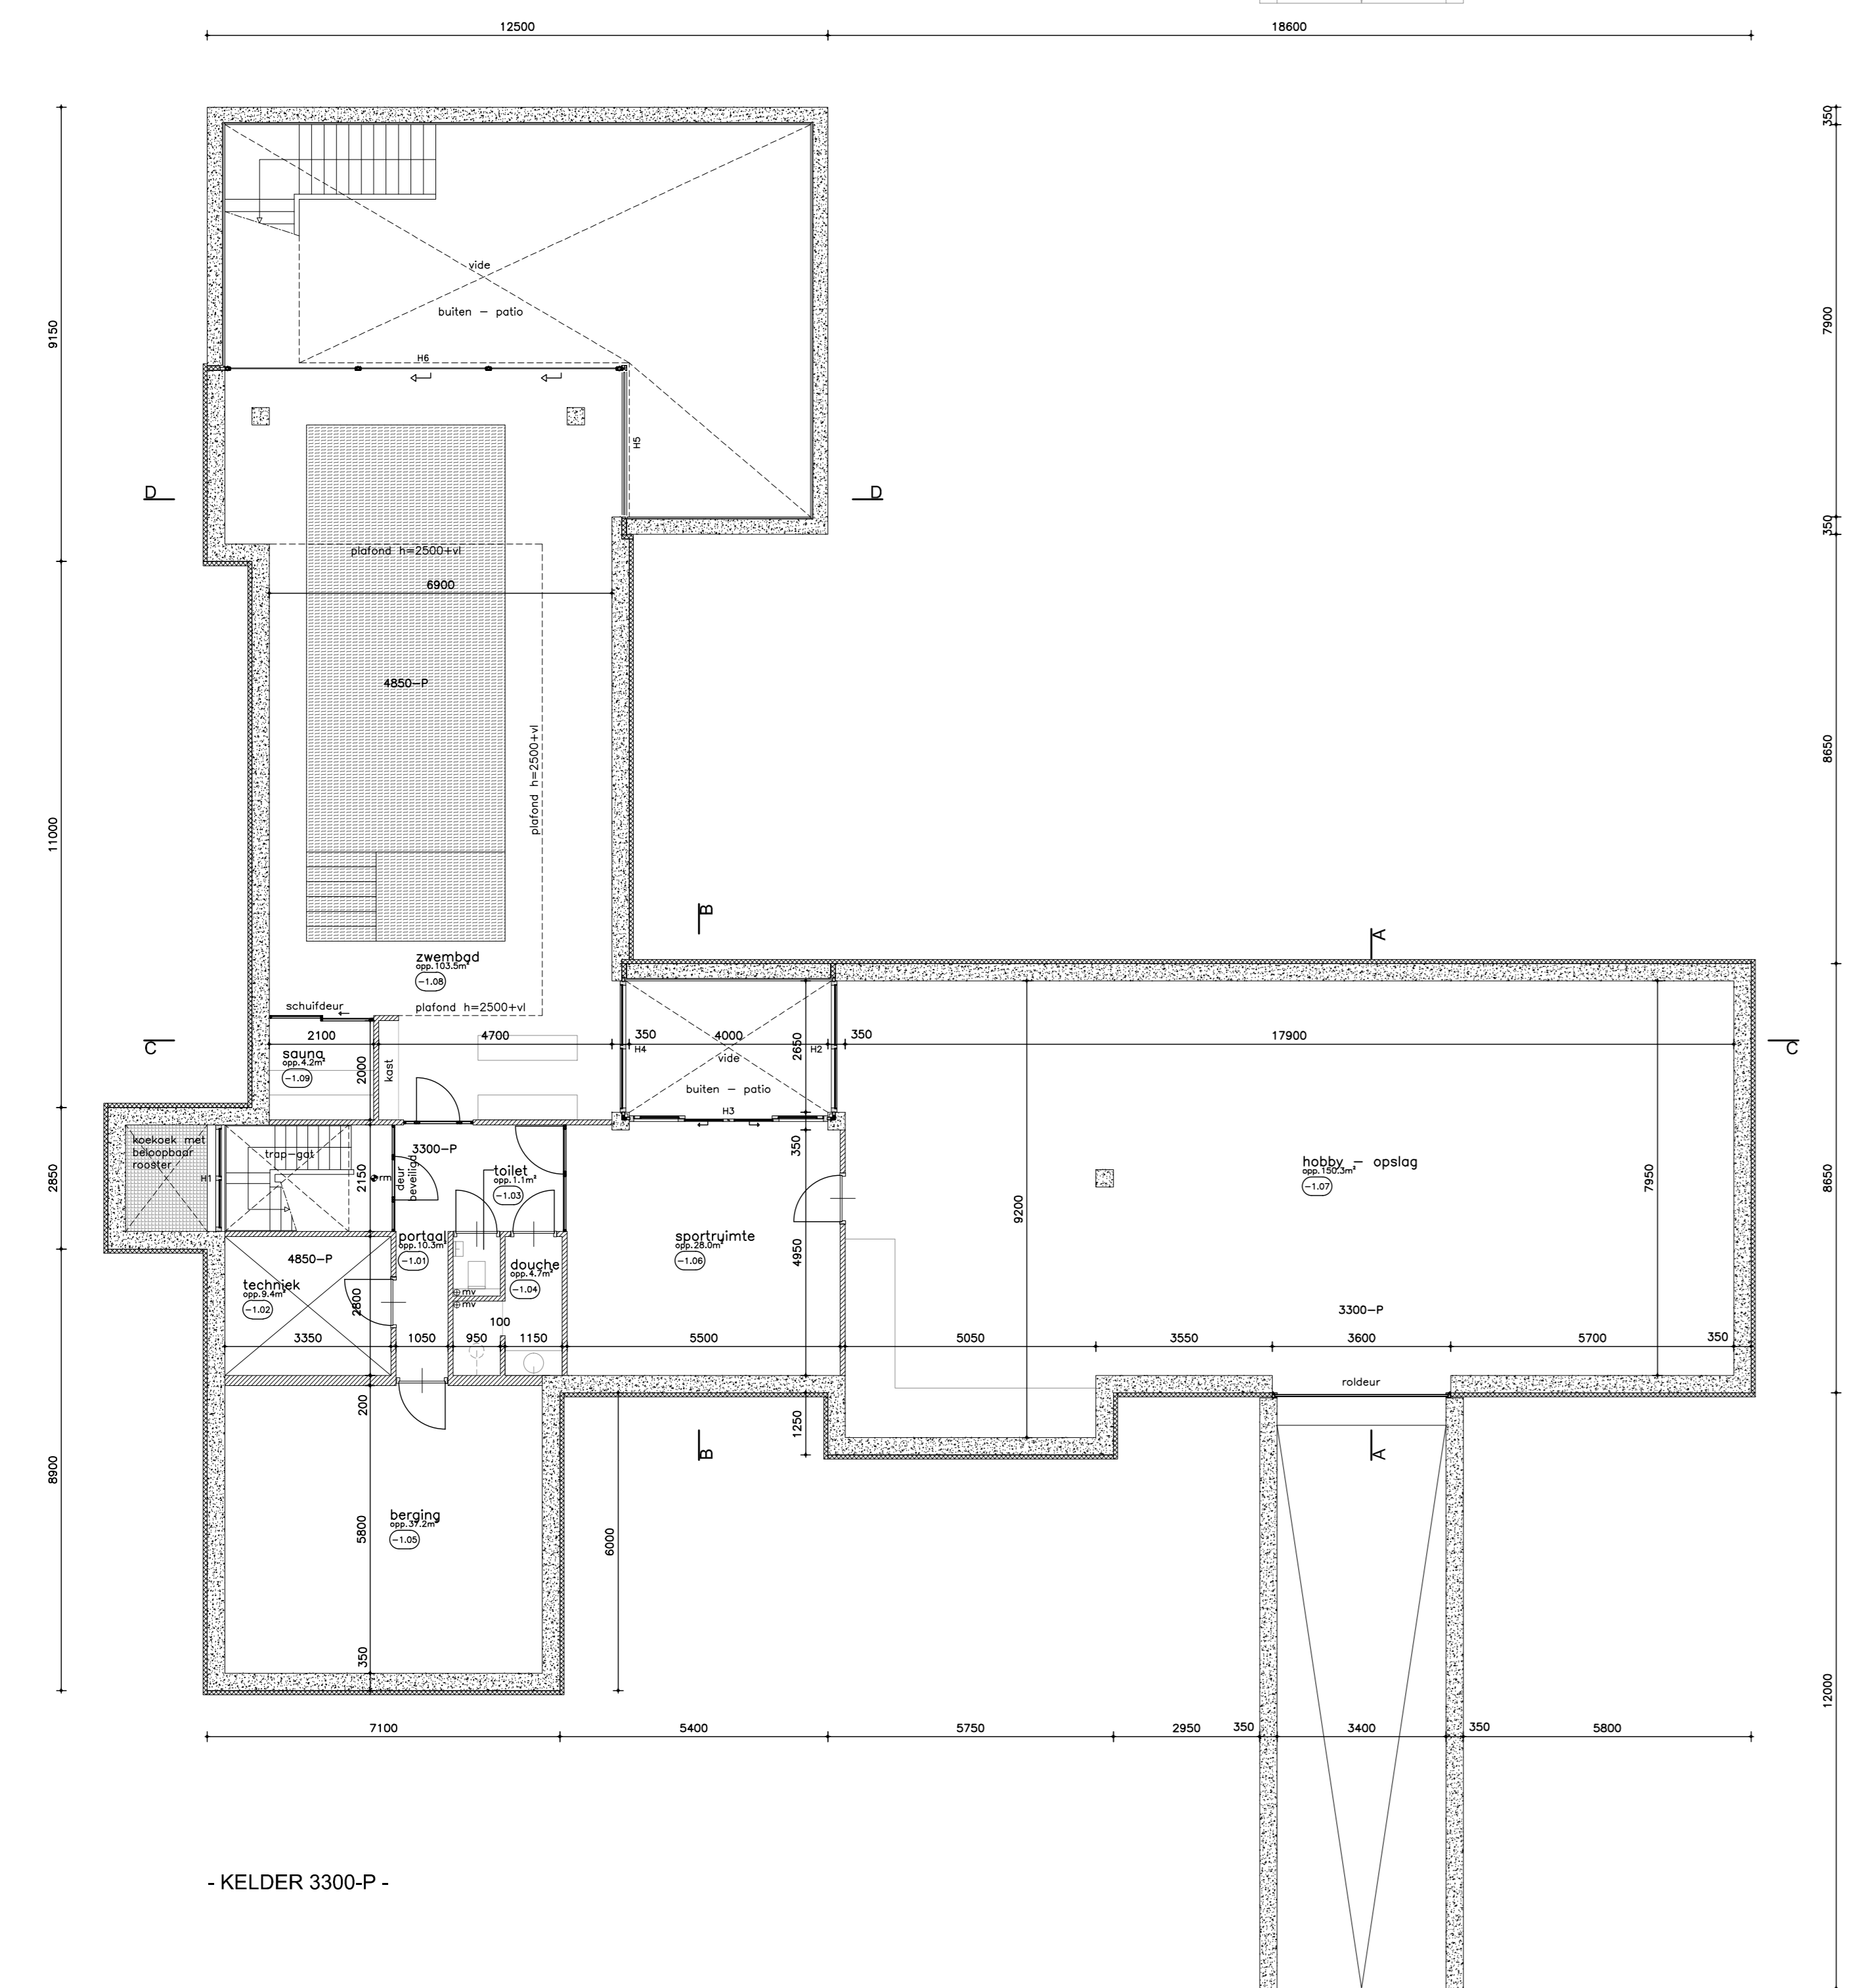 12500
18600
350
9150
7900
vide
buiten – patio
H6
H5
D
D
350
plafond h=2500+vl
6900
4850–P
plafond h=2500+vl
11000
8650
B
A
zwembad
opp.103.5m²
–1.08
schuifdeur
plafond h=2500+vl
C
2100
4700
350
4000
350
17900
C
H4
H2
2650
sauna
opp.4.2m²
–1.09
2000
kast
vide
buiten – patio
H3
koekoek met
beloopbaar
rooster
H1
trap–gat
2150
rm
deur
beveiligd
3300–P
toilet
opp.1.1m²
–1.03
350
hobby – opslag
opp.150.3m²
–1.07
7950
2850
8650
9200
4850–P
techniek
opp.9.4m²
–1.02
2800
portaal
opp.10.3m²
–1.01
mv
mv
douche
opp.4.7m²
–1.04
sportruimte
opp.28.0m²
–1.06
4950
3300–P
100
3350
1050
950
1150
5500
5050
3550
3600
5700
350
roldeur
200
1250
B
A
8900
berging
opp.37.2m²
–1.05
5800
6000
350
12000
7100
5400
5750
2950
350
3400
350
5800
- KELDER 3300-P -